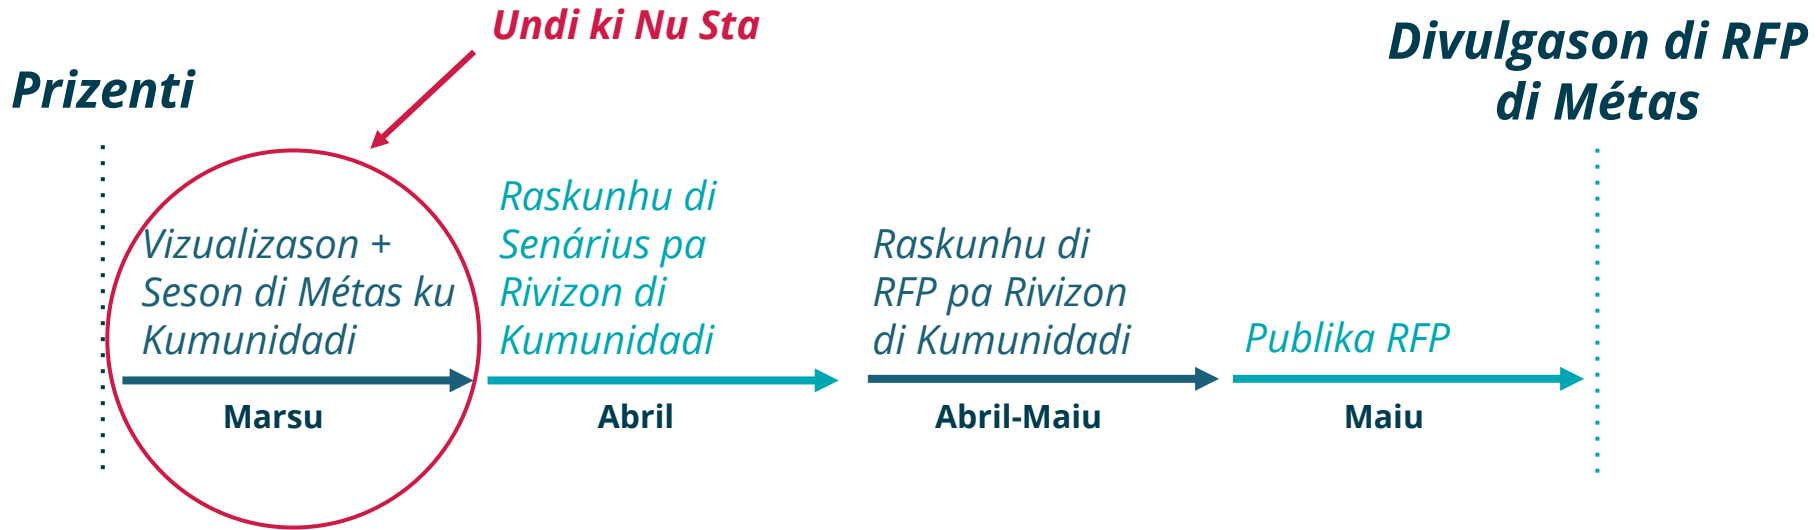 Undi ki Nu Sta
Prizenti
Divulgason di RFP
di Métas
Vizualizason +
Seson di Métas ku
Kumunidadi
Marsu
Raskunhu di
Senárius pa
Rivizon di
Kumunidadi
Abril
Raskunhu di
RFP pa Rivizon
di Kumunidadi
Abril-Maiu
Publika RFP
Maiu